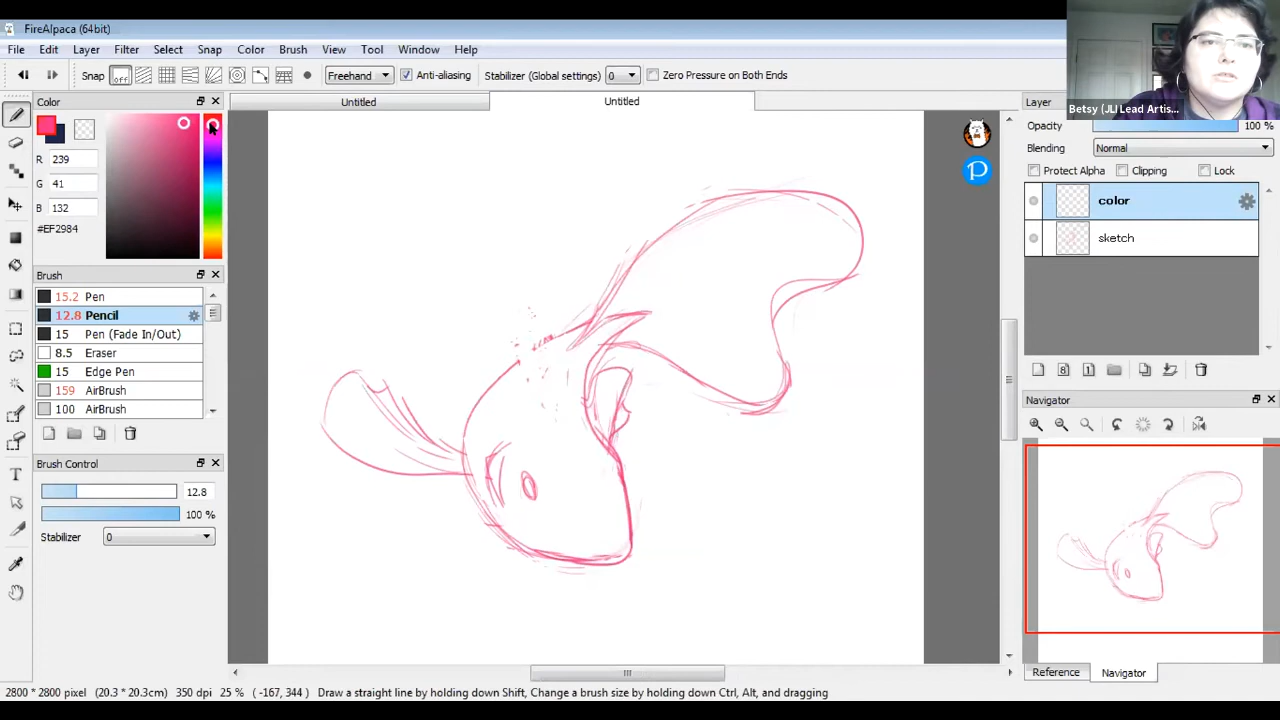 FireAlpaca (64bit)
File Edit Layer Filter Select Snap Color Brush View Tool Window Help
Snap off Freehand Anti-aliasing Stabilizer (Global settings) 0 Zero Pressure on Both Ends
Betsy (JLI Lead Artis...
Color
Untitled
Untitled
Layer
Opacity 100 %
Blending Normal
Protect Alpha Clipping Lock
R 239
G 41
B 132
#EF2984
color
sketch
Brush
15.2 Pen
12.8 Pencil
15 Pen (Fade In/Out)
8.5 Eraser
15 Edge Pen
159 AirBrush
100 AirBrush
8 1
Navigator
T
Brush Control
12.8
100 %
Stabilizer 0
P
Reference Navigator
2800 * 2800 pixel (20.3 * 20.3cm) 350 dpi 25 % ( -167, 344 ) Draw a straight line by holding down Shift, Change a brush size by holding down Ctrl, Alt, and dragging